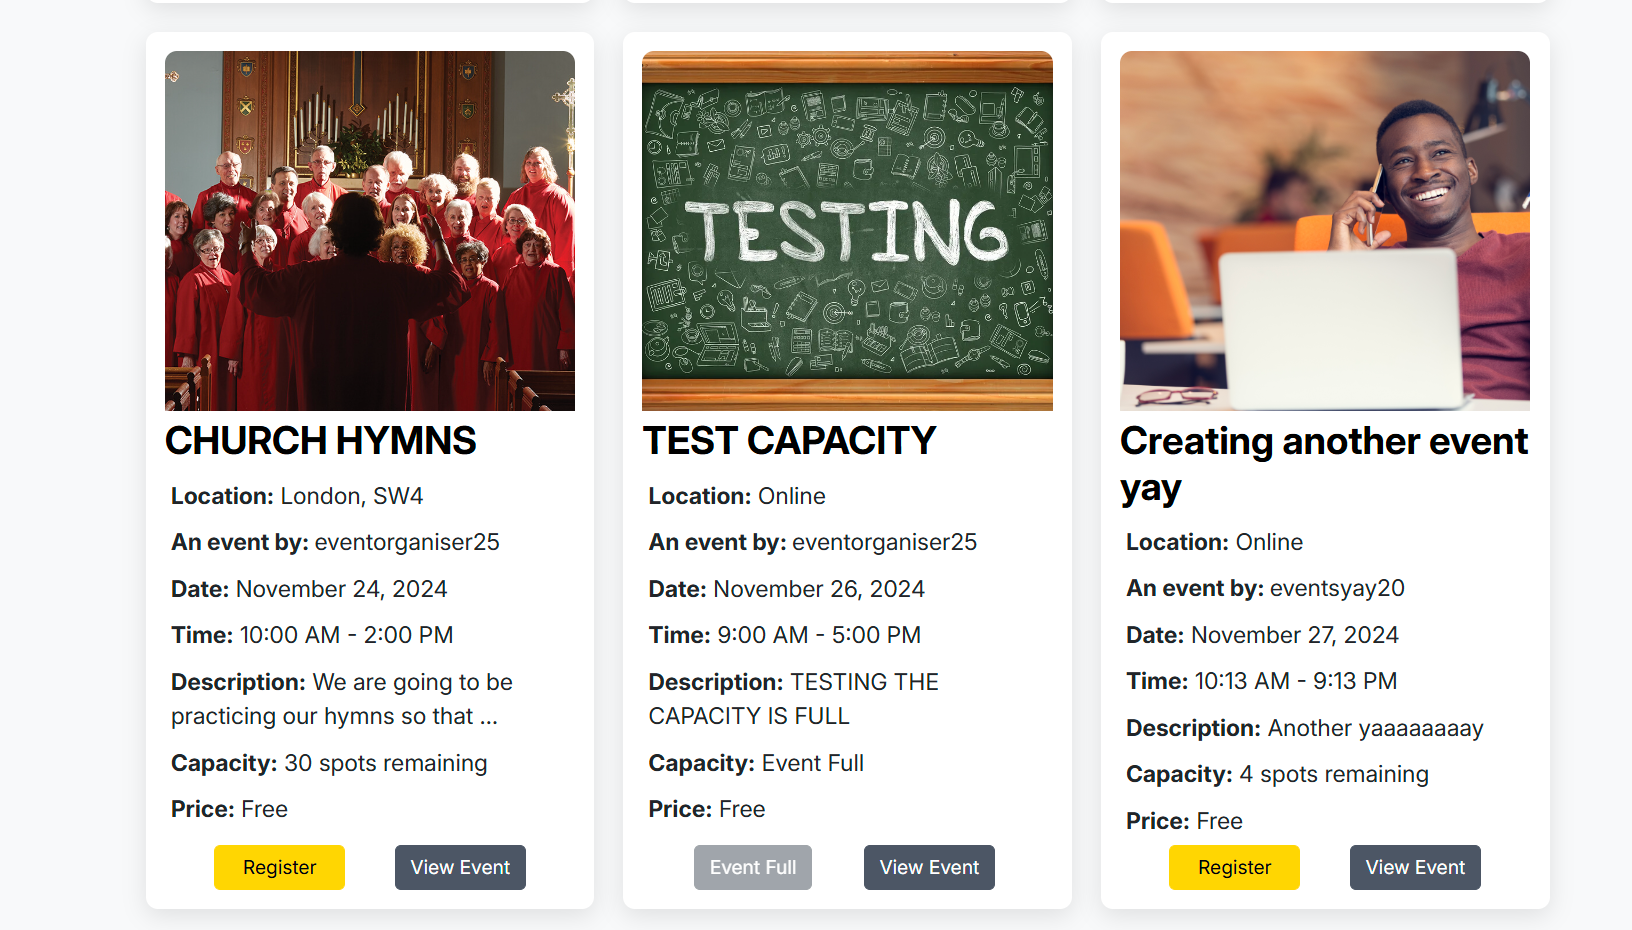 CHURCH HYMNS
Location: London, SW4
An event by: eventorganiser25
Date: November 24, 2024
Time: 10:00 AM - 2:00 PM
Description: We are going to be
practicing our hymns so that ...
Capacity: 30 spots remaining
Price: Free
Register
View Event
TESTING
TEST CAPACITY
Location: Online
An event by: eventorganiser25
Date: November 26, 2024
Time: 9:00 AM - 5:00 PM
Description: TESTING THE
CAPACITY IS FULL
Capacity: Event Full
Price: Free
Event Full
View Event
Creating another event
yay
Location: Online
An event by: eventsyay20
Date: November 27, 2024
Time: 10:13 AM - 9:13 PM
Description: Another yaaaaaaaay
Capacity: 4 spots remaining
Price: Free
Register
View Event